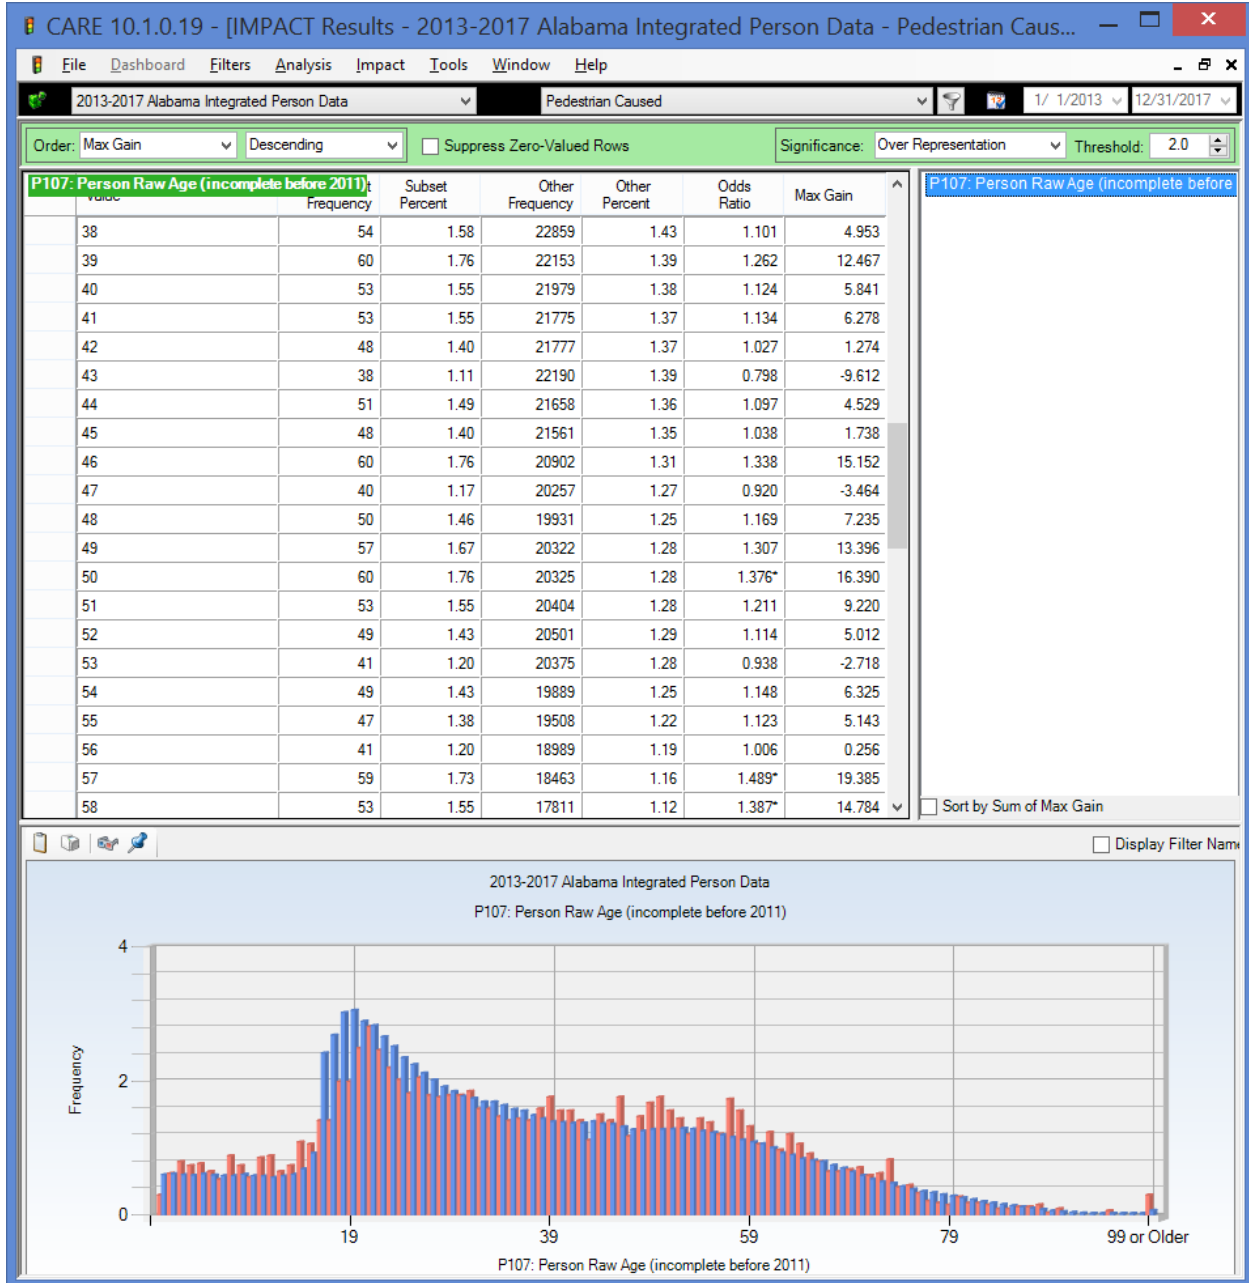 CARE 10.1.0.19 - [IMPACT Results - 2013-2017 Alabama Integrated Person Data - Pedestrian Caus...
File Dashboard Filters Analysis Impact Tools Window Help
2013-2017 Alabama Integrated Person Data Pedestrian Caused 1/ 1/2013 12/31/2017
Order: Max Gain Descending Suppress Zero-Valued Rows Significance: Over Representation Threshold: 2.0
P107: Person Raw Age (incomplete before 2011) Subset Other Other Odds Max Gain P107: Person Raw Age (incomplete before
Frequency Percent Frequency Percent Ratio
38 54 1.58 22859 1.43 1.101 4.953
39 60 1.76 22153 1.39 1.262 12.467
40 53 1.55 21979 1.38 1.124 5.841
41 53 1.55 21775 1.37 1.134 6.278
42 48 1.40 21777 1.37 1.027 1.274
43 38 1.11 22190 1.39 0.798 -9.612
44 51 1.49 21658 1.36 1.097 4.529
45 48 1.40 21561 1.35 1.038 1.738
46 60 1.76 20902 1.31 1.338 15.152
47 40 1.17 20257 1.27 0.920 -3.464
48 50 1.46 19931 1.25 1.169 7.235
49 57 1.67 20322 1.28 1.307 13.396
50 60 1.76 20325 1.28 1.376* 16.390
51 53 1.55 20404 1.28 1.211 9.220
52 49 1.43 20501 1.29 1.114 5.012
53 41 1.20 20375 1.28 0.938 -2.718
54 49 1.43 19889 1.25 1.148 6.325
55 47 1.38 19508 1.22 1.123 5.143
56 41 1.20 18989 1.19 1.006 0.256
57 59 1.73 18463 1.16 1.489* 19.385
58 53 1.55 17811 1.12 1.387* 14.784
Sort by Sum of Max Gain
Display Filter Name
2013-2017 Alabama Integrated Person Data
P107: Person Raw Age (incomplete before 2011)
4
2
0
Frequency
19 39 59 79 99 or Older
P107: Person Raw Age (incomplete before 2011)